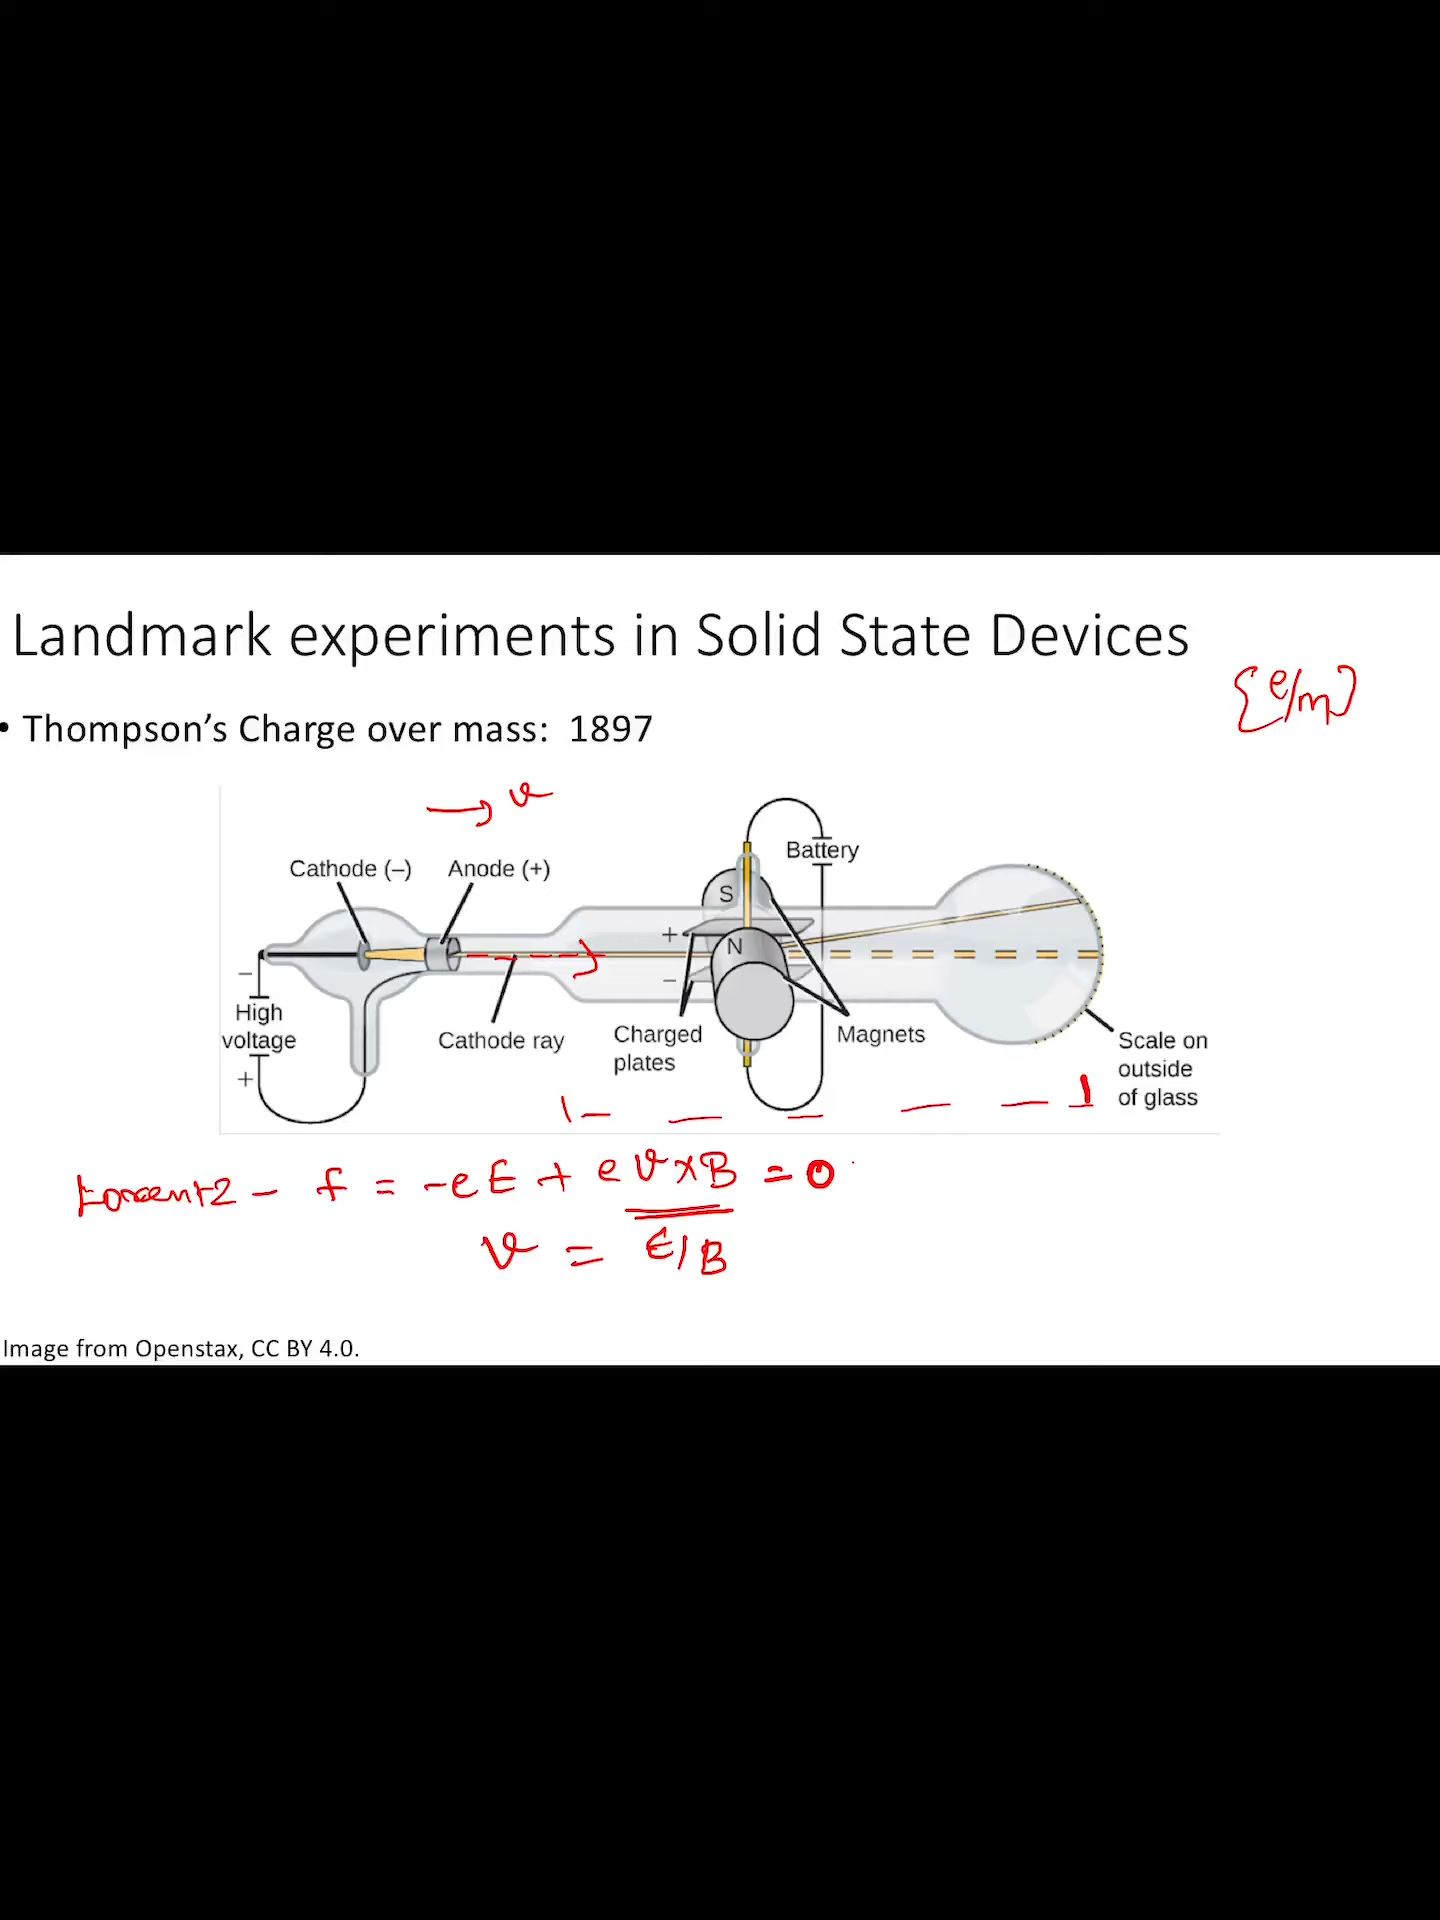 Landmark experiments in Solid State Devices
{e/m}
• Thompson's Charge over mass: 1897
→ v
Battery
Cathode (–) Anode (+)
S
+
N
–
–
High
voltage
+
Cathode ray
Charged
plates
Magnets
Scale on
outside
of glass
Lorentz - f = -eE + e v×B = 0
v = E/B
Image from Openstax, CC BY 4.0.